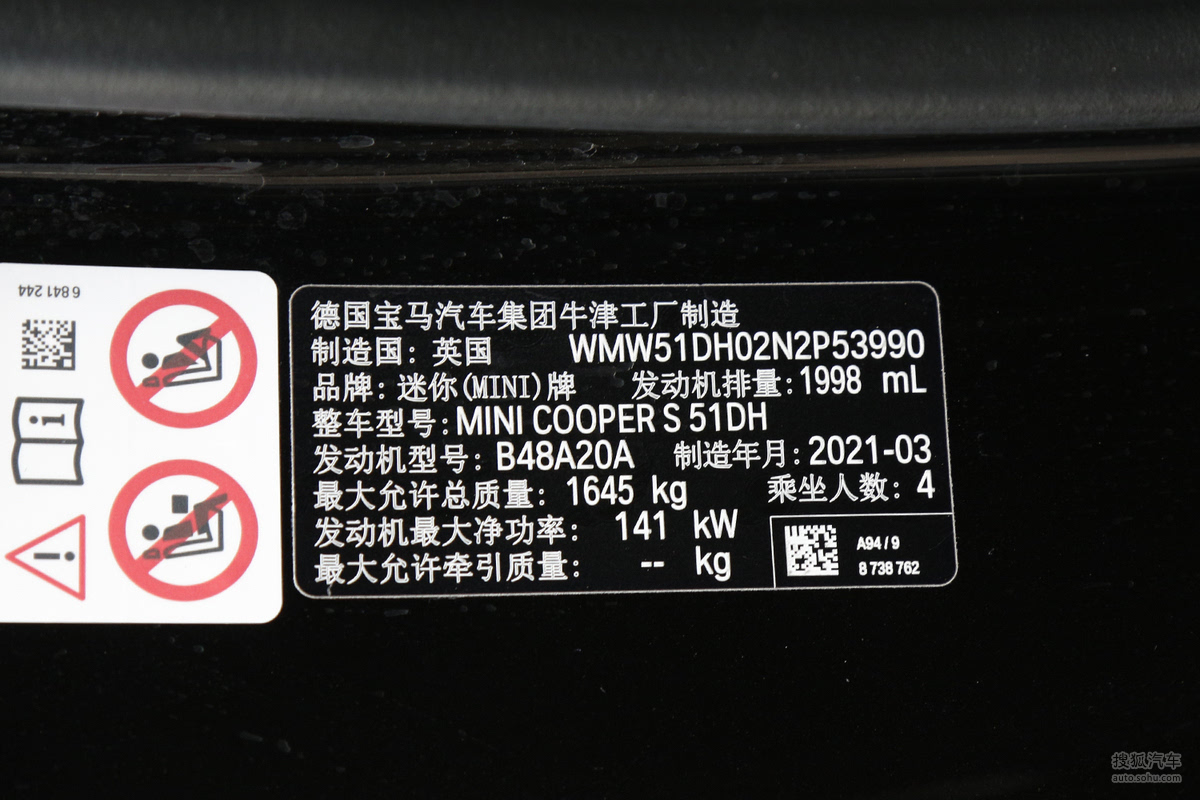 6 841 244
德国宝马汽车集团牛津工厂制造
制造国: 英国 WMW51DH02N2P53990
品牌: 迷你(MINI)牌 发动机排量: 1998 mL
整车型号: MINI COOPER S 51DH
发动机型号: B48A20A 制造年月: 2021-03
最大允许总质量: 1645 kg 乘坐人数: 4
发动机最大净功率: 141 kW
最大允许牵引质量: -- kg
A94 / 9
8 738 762
搜狐汽车
auto.sohu.com